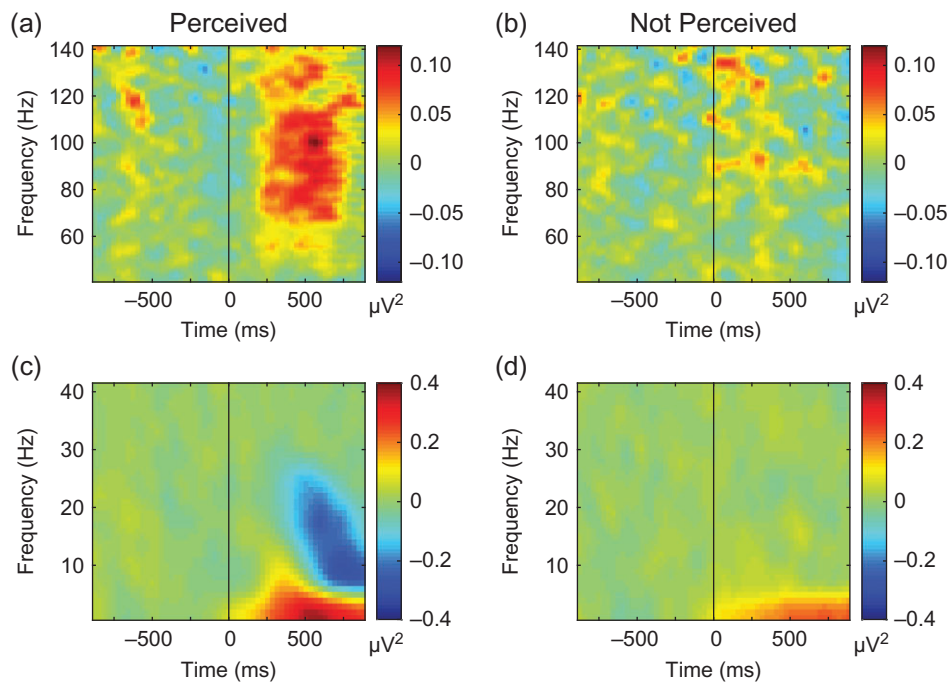 (a) Perceived
Frequency (Hz)
140
120
100
80
60
–500 0 500
Time (ms)
0.10
0.05
0
–0.05
–0.10
µV²
(b) Not Perceived
Frequency (Hz)
140
120
100
80
60
–500 0 500
Time (ms)
0.10
0.05
0
–0.05
–0.10
µV²
(c)
Frequency (Hz)
40
30
20
10
–500 0 500
Time (ms)
0.4
0.2
0
–0.2
–0.4
µV²
(d)
Frequency (Hz)
40
30
20
10
–500 0 500
Time (ms)
0.4
0.2
0
–0.2
–0.4
µV²